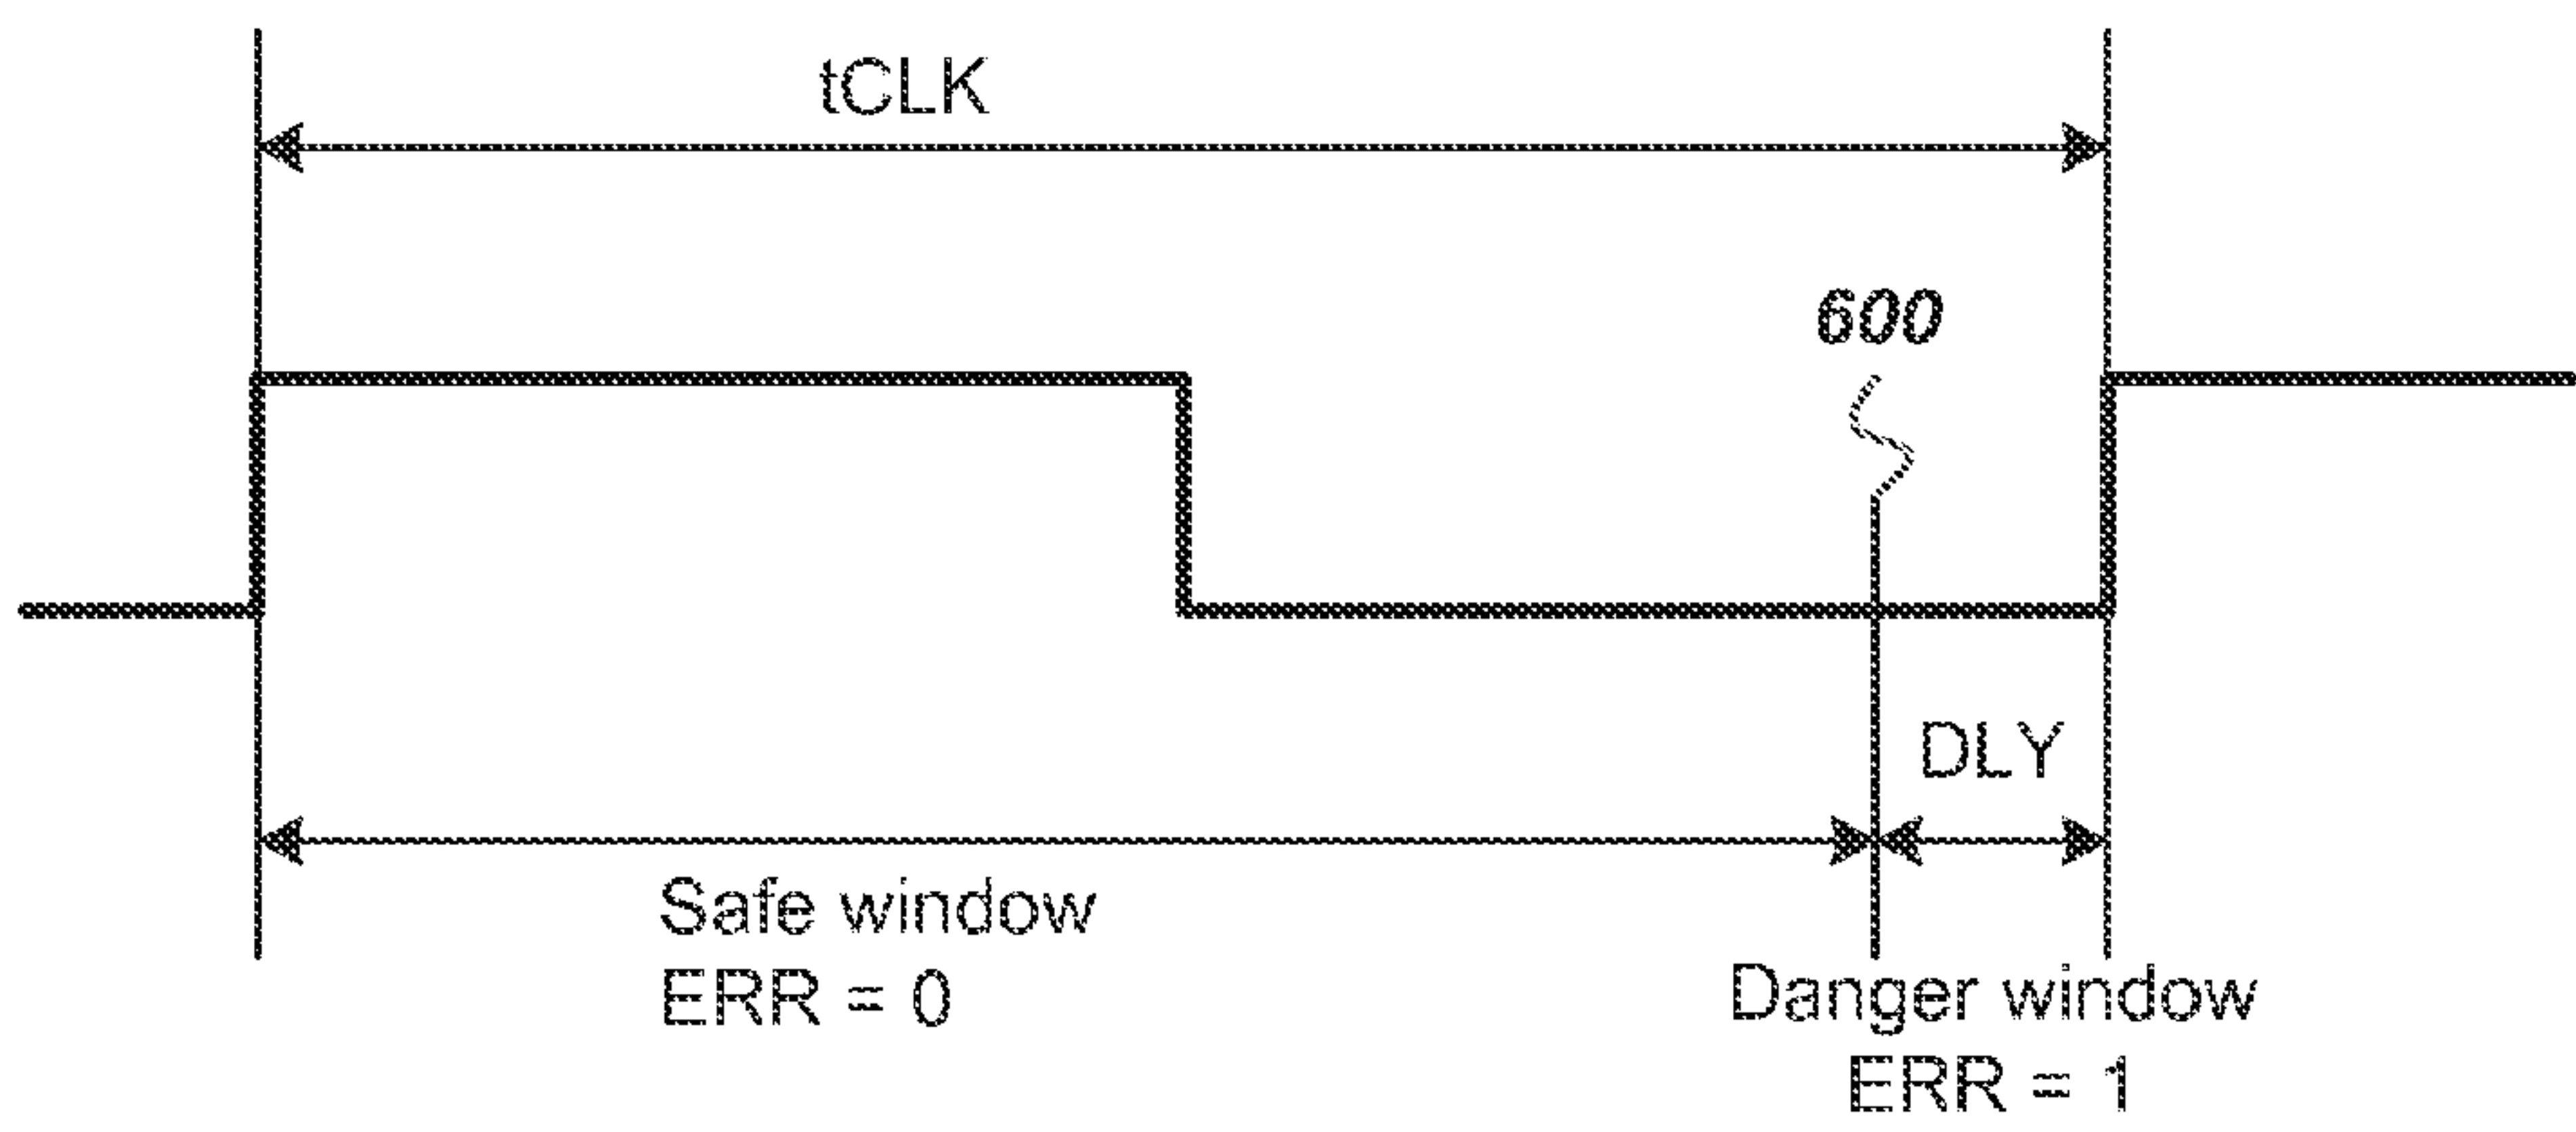 tCLK
600
DLY
Safe window
ERR = 0
Danger window
ERR = 1